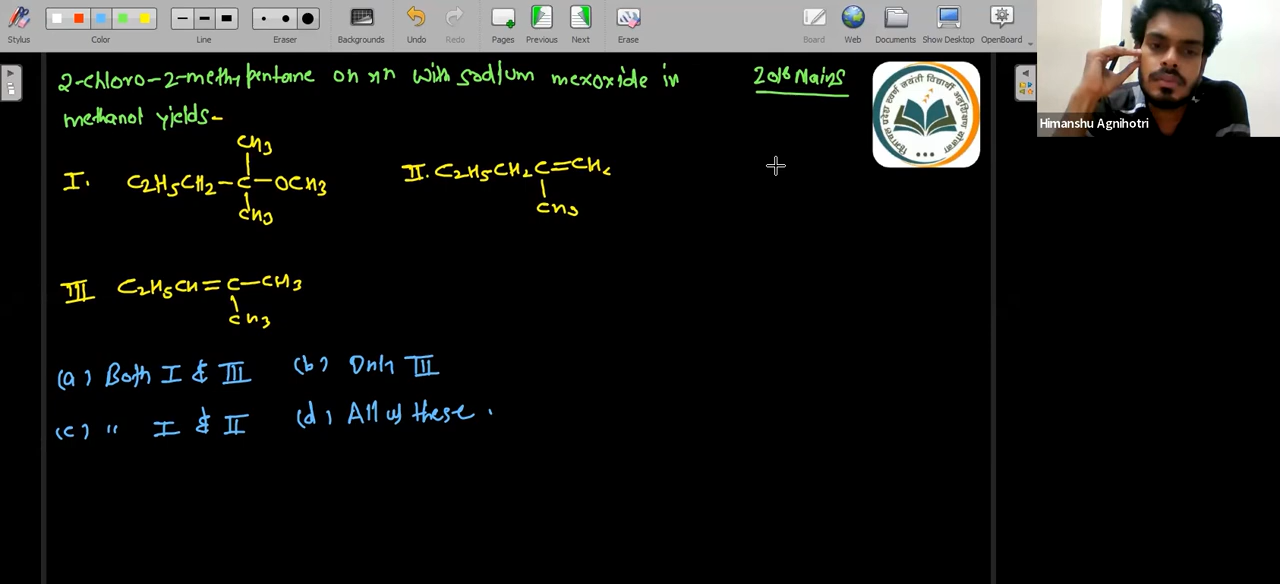 Stylus
Color
Line
Eraser
Backgrounds
Undo
Redo
Pages
Previous
Next
Erase
Board
Web
Documents
Show Desktop
OpenBoard
Himanshu Agnihotri
2-chloro-2-methylpentane on rxn with sodium mexoxide in
methanol yields-
2016 Mains
I. C2H5CH2-C-OCH3
CH3
CH3
II. C2H5CH2C=CH2
CH3
III C2H5CH=C-CH3
CH3
(a) Both I & III (b) Only III
(c) " I & II (d) All of these.